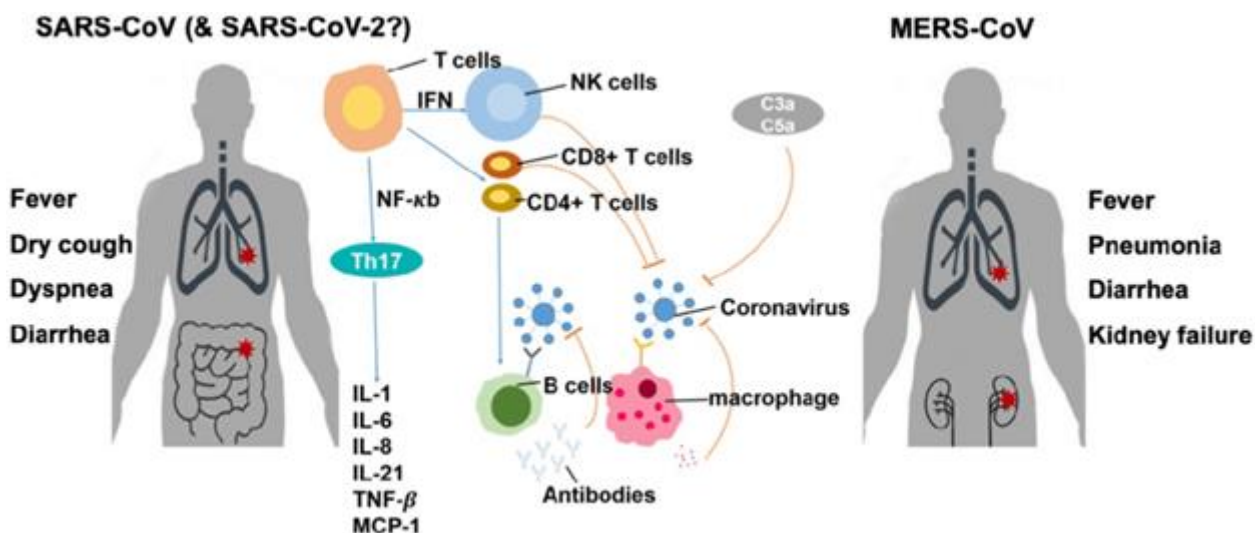 SARS-CoV (& SARS-CoV-2?)
MERS-CoV
T cells
NK cells
IFN
C3a
C5a
CD8+ T cells
CD4+ T cells
NF-κb
Th17
Fever
Dry cough
Dyspnea
Diarrhea
Fever
Pneumonia
Diarrhea
Kidney failure
Coronavirus
B cells
macrophage
Antibodies
IL-1
IL-6
IL-8
IL-21
TNF-β
MCP-1